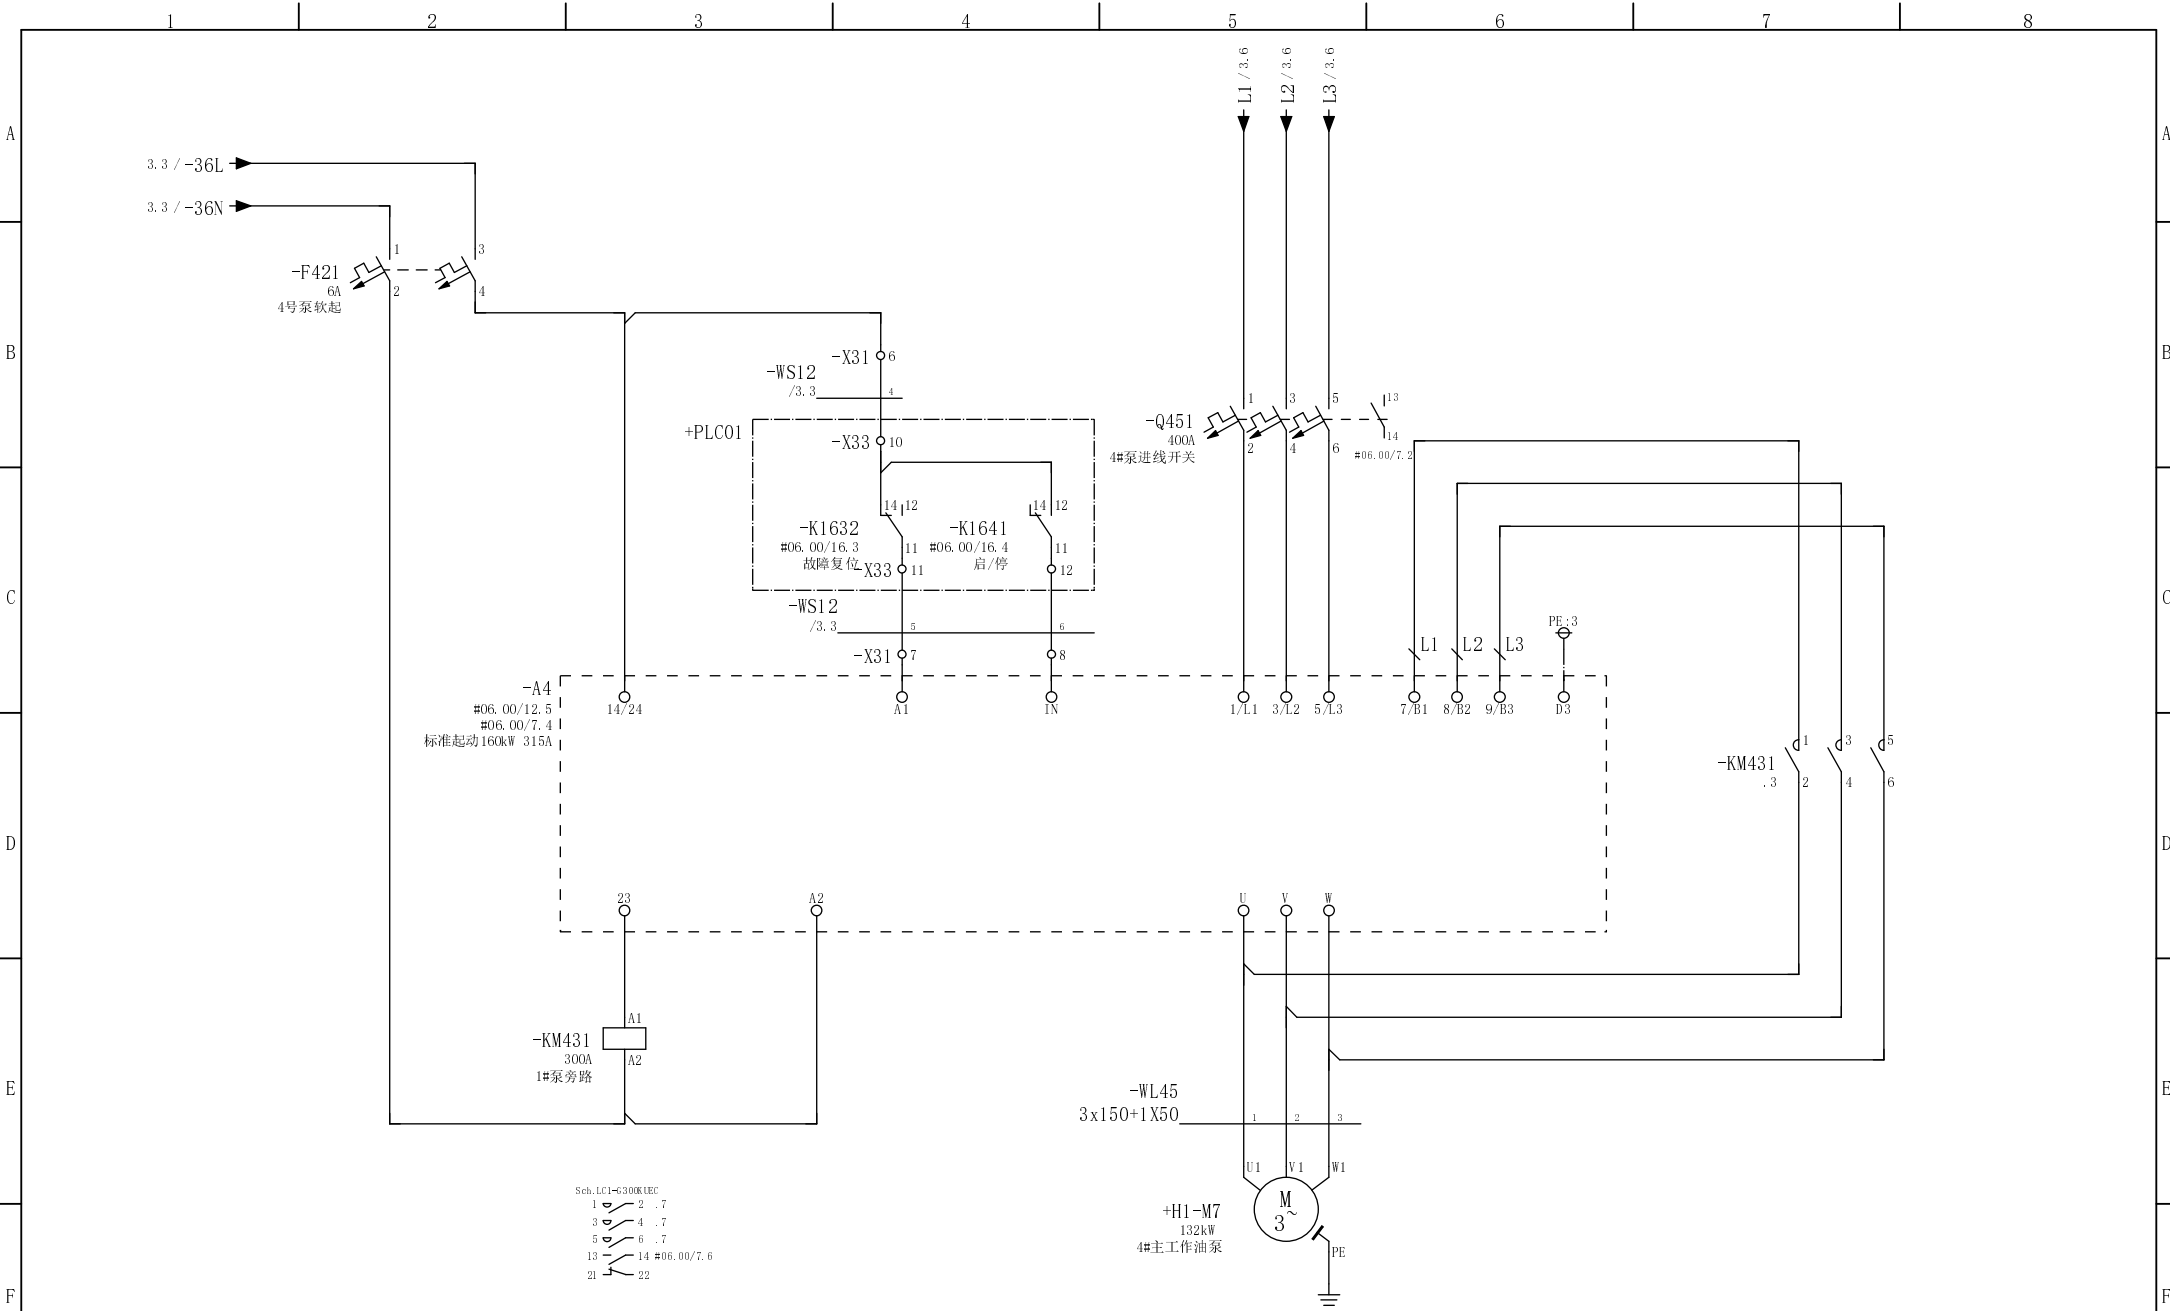 1 2 3 4 5 6 7 8
A
B
C
D
E
F
A
B
C
D
E
F
3.3 / -36L
3.3 / -36N
L1 / 3.6
L2 / 3.6
L3 / 3.6
-F421
6A
4号泵软起
1
2
3
4
-X31 6
-WS12
/3.3
4
+PLC01
-X33 10
14 12
-K1632
#06.00/16.3
故障复位
11
-X33 11
14 12
-K1641
#06.00/16.4
启/停
11
12
-WS12
/3.3
5
6
-X31 7
8
-Q451
400A
4#泵进线开关
1 3 5
2 4 6
13
14
#06.00/7.2
L1 L2 L3
PE:3
-A4
#06.00/12.5
#06.00/7.4
标准起动160kW 315A
14/24
A1
IN
1/L1
3/L2
5/L3
7/B1
8/B2
9/B3
D3
-KM431
.3
1 3 5
2 4 6
23
A2
U
V
W
-KM431
300A
1#泵旁路
A1
A2
-WL45
3x150+1X50
1 2 3
U1 V1 W1
M
3~
+H1-M7
132kW
4#主工作油泵
PE
Sch.LC1-G300KUEC
1 2 .7
3 4 .7
5 6 .7
13 14 #06.00/7.6
21 22